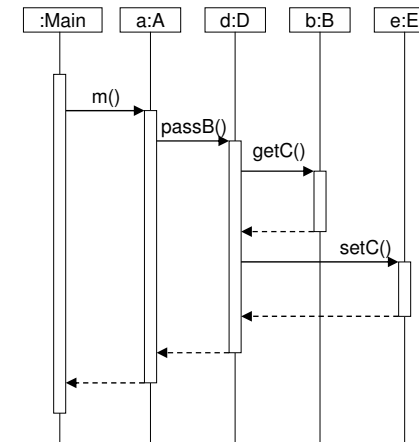 :Main a:A d:D b:B e:E
m()
passB()
getC()
setC()